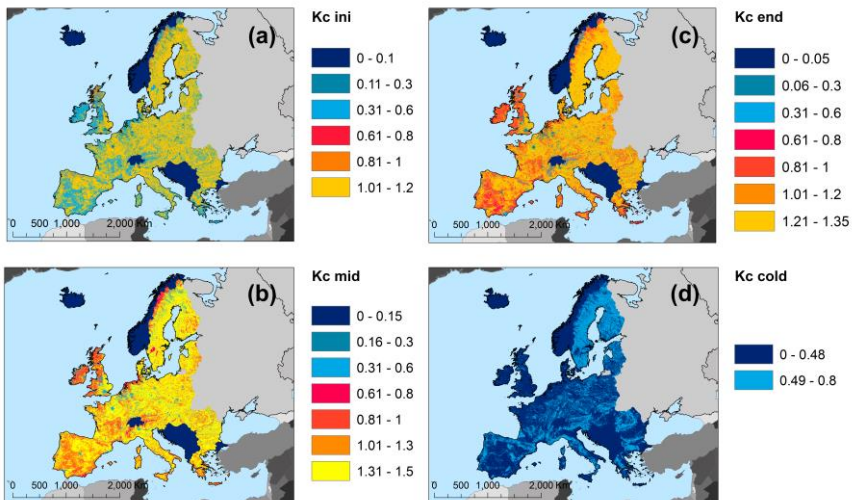 (a)
0 500 1,000 2,000 Km
Kc ini
0 - 0.1
0.11 - 0.3
0.31 - 0.6
0.61 - 0.8
0.81 - 1
1.01 - 1.2
(c)
0 500 1,000 2,000 Km
Kc end
0 - 0.05
0.06 - 0.3
0.31 - 0.6
0.61 - 0.8
0.81 - 1
1.01 - 1.2
1.21 - 1.35
(b)
0 500 1,000 2,000 Km
Kc mid
0 - 0.15
0.16 - 0.3
0.31 - 0.6
0.61 - 0.8
0.81 - 1
1.01 - 1.3
1.31 - 1.5
(d)
0 500 1,000 2,000 Km
Kc cold
0 - 0.48
0.49 - 0.8